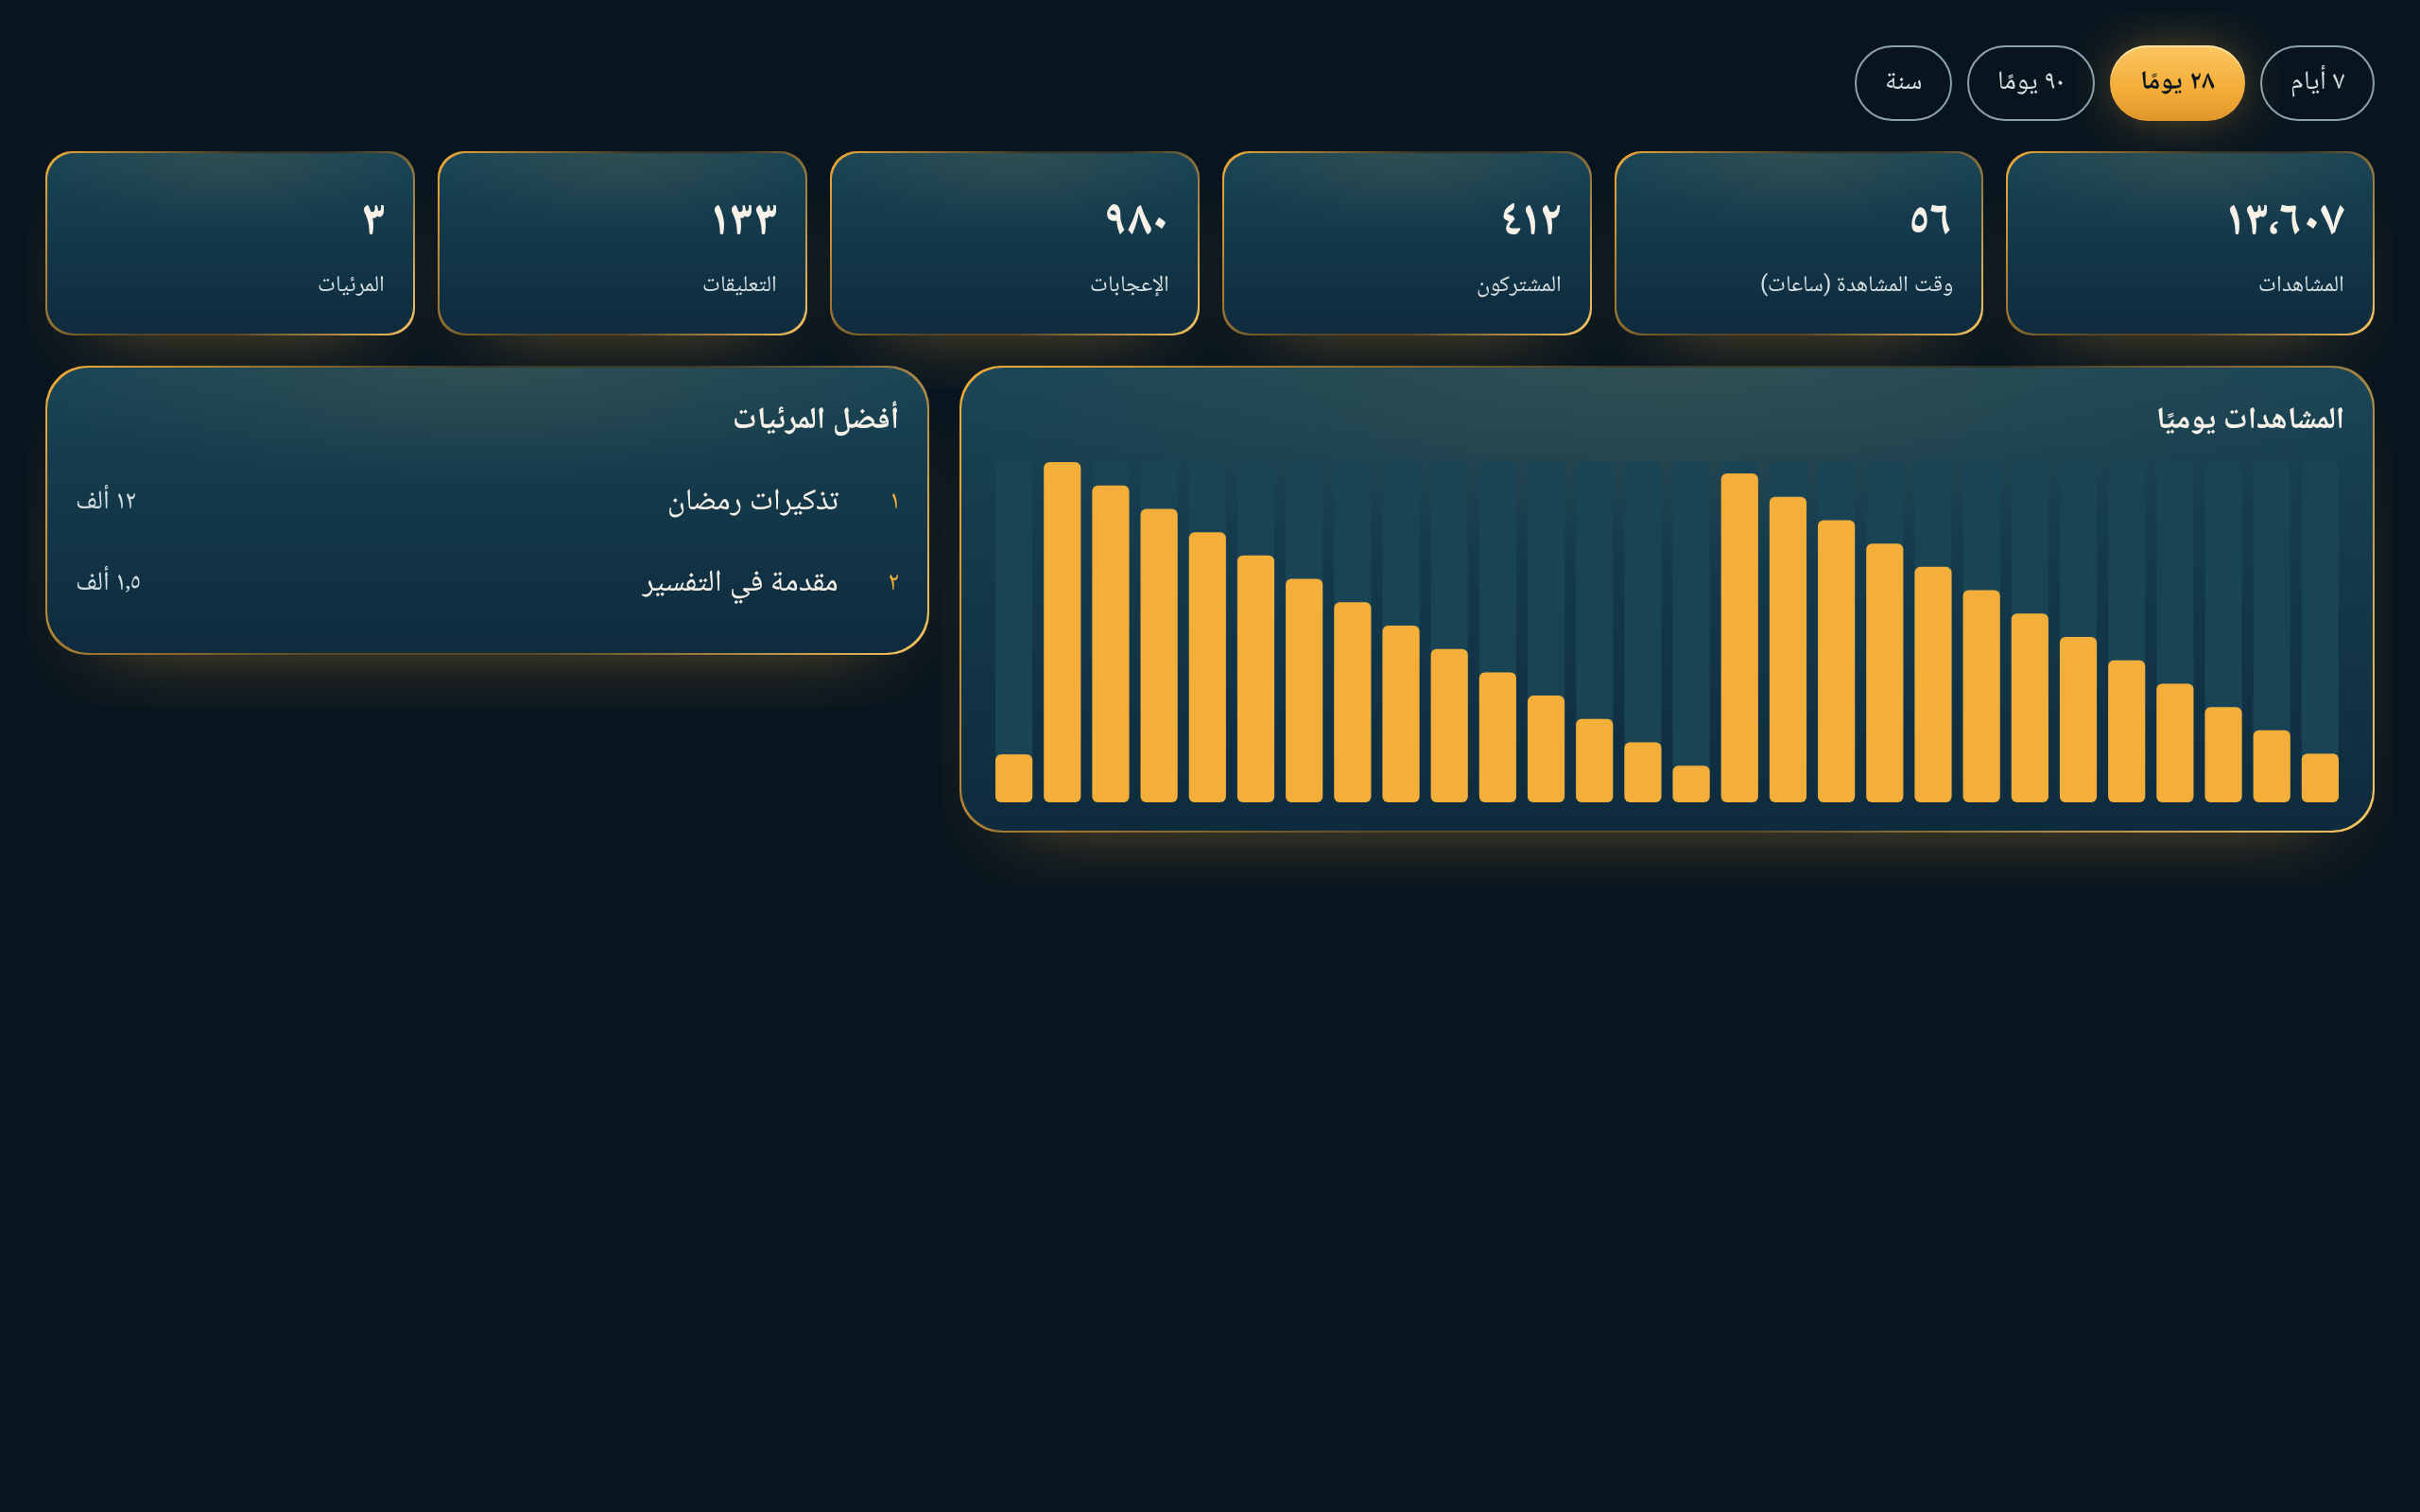 ٧ أيام
٢٨ يومًا
٩٠ يومًا
سنة
١٣،٦٠٧
المشاهدات
٥٦
وقت المشاهدة (ساعات)
٤١٢
المشتركون
٩٨٠
الإعجابات
١٣٣
التعليقات
٣
المرئيات
المشاهدات يوميًا
أفضل المرئيات
١ تذكيرات رمضان ١٢ ألف
٢ مقدمة في التفسير ١٫٥ ألف